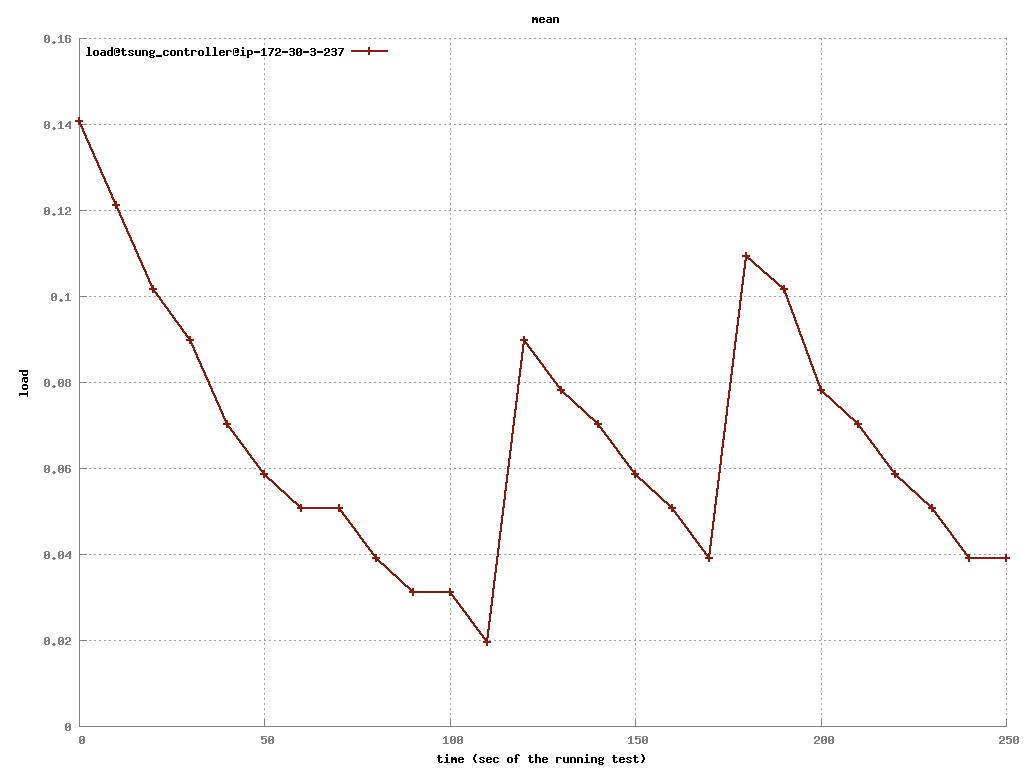 mean
load@tsung_controller@ip-172-30-3-237
0.16
0.14
0.12
0.1
0.08
0.06
0.04
0.02
0
load
0 50 100 150 200 250
time (sec of the running test)